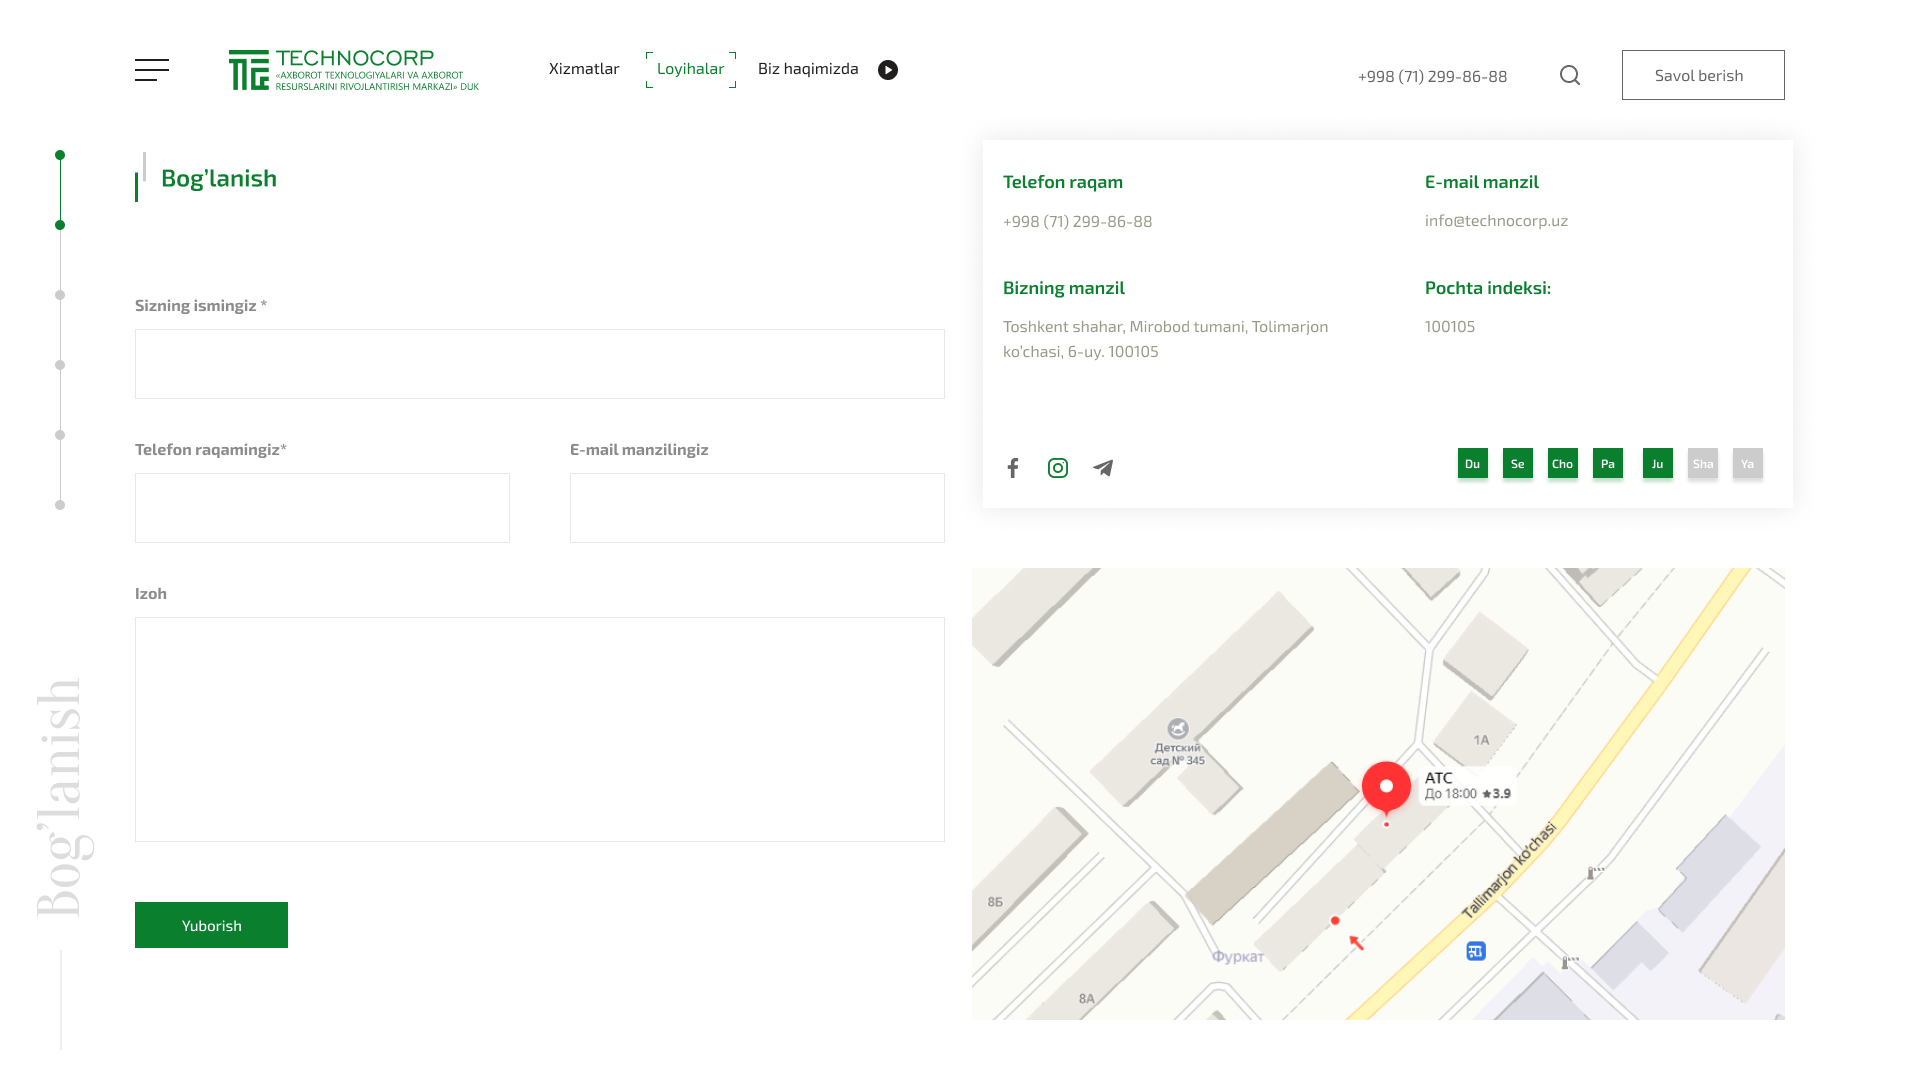 TECHNOCORP
«AXBOROT TEXNOLOGIYALARI VA AXBOROT
RESURSLARINI RIVOJLANTIRISH MARKAZI» DUK
Xizmatlar
Loyihalar
Biz haqimizda
+998 (71) 299-86-88
Savol berish
Bog’lanish
Sizning ismingiz *
Telefon raqamingiz*
E-mail manzilingiz
Izoh
Yuborish
Bog’lanish
Telefon raqam
+998 (71) 299-86-88
E-mail manzil
info@technocorp.uz
Bizning manzil
Toshkent shahar, Mirobod tumani, Tolimarjon
ko’chasi, 6-uy. 100105
Pochta indeksi:
100105
Du
Se
Cho
Pa
Ju
Sha
Ya
Детский
сад № 345
1А
АТС
До 18:00 ★3.9
Tallimarjon ko'chasi
8Б
Фуркат
8А